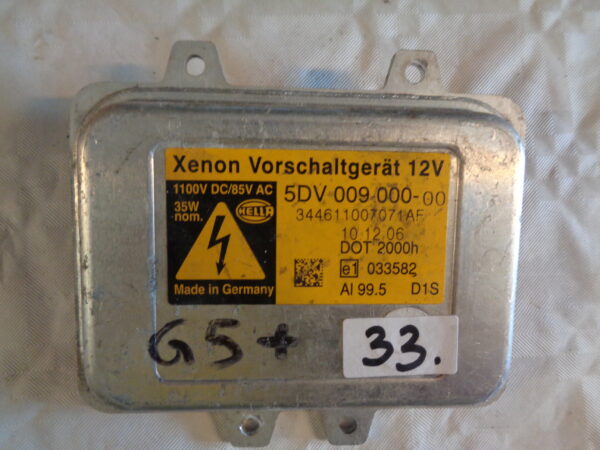 Xenon Vorschaltgerät 12V
1100V DC/85V AC
35W
nom.
HELLA
5DV 009 000-00
344611007071AF
10.12.06
DOT 2000h
e1 033582
Made in Germany
Al 99.5 D1S
G5+
33.